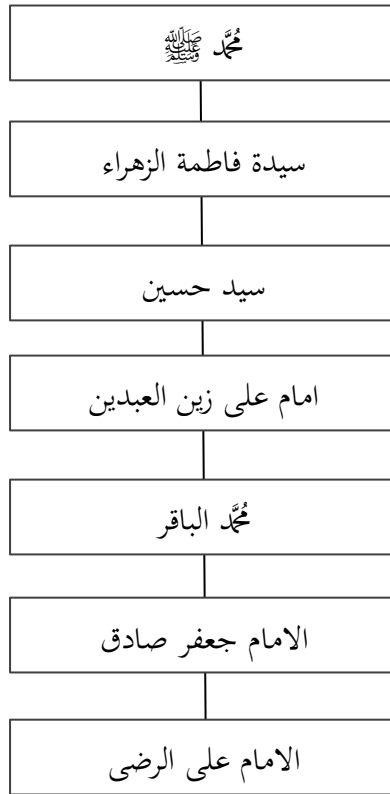 مُحَمَّد ﷺ
سيدة فاطمة الزهراء
سيد حسين
امام على زين العبدين
مُحَمَّد الباقر
الامام جعفر صادق
الامام على الرضى